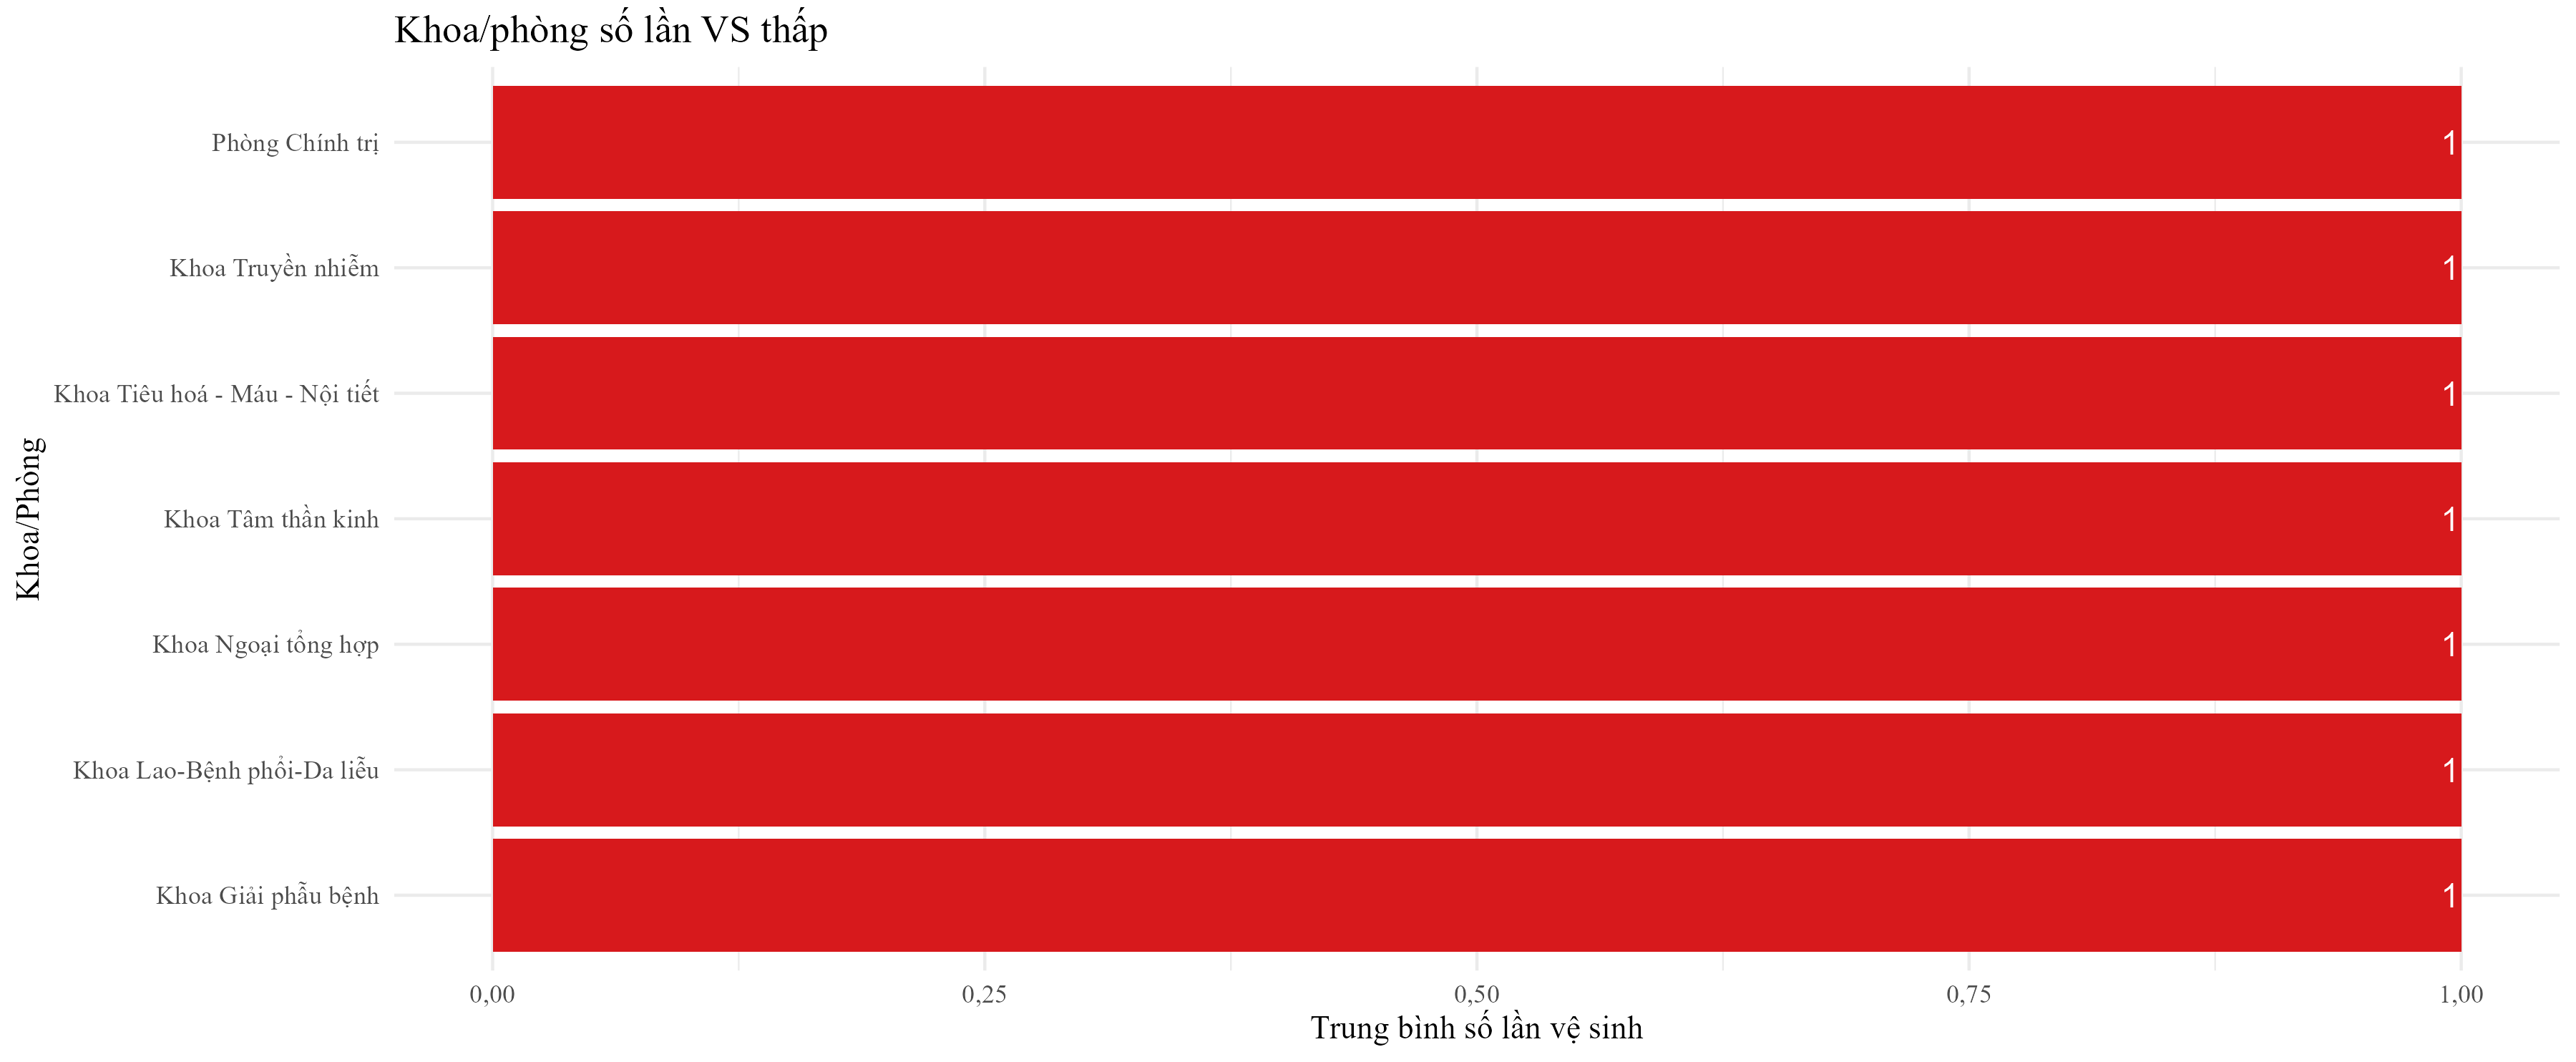 Khoa/phòng số lần VS thấp
Khoa/Phòng
Phòng Chính trị
1
Khoa Truyền nhiễm
1
Khoa Tiêu hoá - Máu - Nội tiết
1
Khoa Tâm thần kinh
1
Khoa Ngoại tổng hợp
1
Khoa Lao-Bệnh phổi-Da liễu
1
Khoa Giải phẫu bệnh
1
0,00 0,25 0,50 0,75 1,00
Trung bình số lần vệ sinh